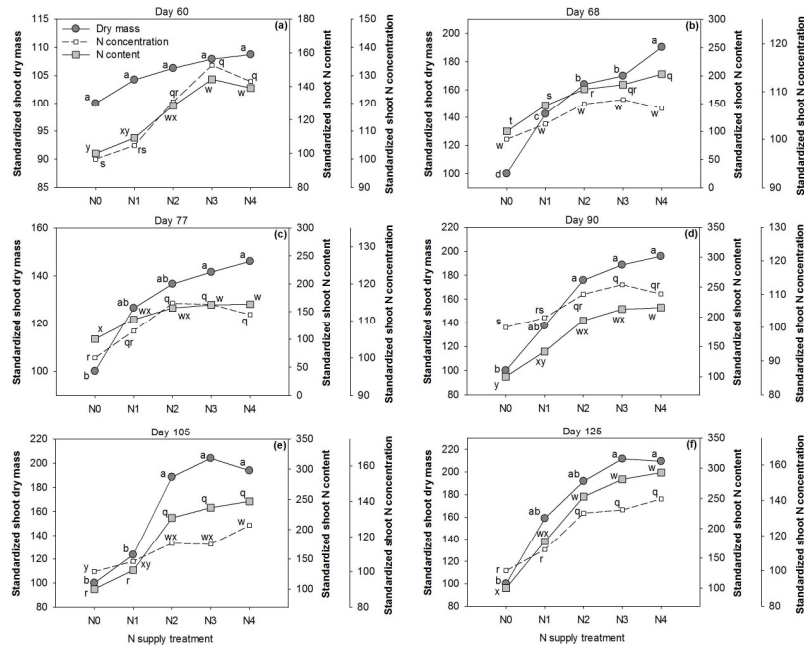 Day 60
(a)
Dry mass
N concentration
N content
Standardized shoot dry mass
115
110
105
100
95
90
85
Standardized shoot N content
180
160
140
120
100
80
60
Standardized shoot N concentration
150
140
130
120
110
100
90
a a a a a
y xy wx w w
s rs qr q q
N0 N1 N2 N3 N4
Day 68
(b)
Standardized shoot dry mass
200
180
160
140
120
100
Standardized shoot N content
300
250
200
150
100
50
0
Standardized shoot N concentration
120
110
100
90
d c b b a
t s r qr q
w w w w w
N0 N1 N2 N3 N4
Day 77
(c)
Standardized shoot dry mass
160
140
120
100
Standardized shoot N content
300
250
200
150
100
50
0
Standardized shoot N concentration
130
120
110
100
90
b ab ab a a
x wx wx w w
r qr q q q
N0 N1 N2 N3 N4
Day 90
(d)
Standardized shoot dry mass
220
200
180
160
140
120
100
80
Standardized shoot N content
350
300
250
200
150
100
Standardized shoot N concentration
130
120
110
100
90
80
b ab a a a
y xy wx wx w
s rs qr q qr
N0 N1 N2 N3 N4
Day 105
(e)
Standardized shoot dry mass
220
200
180
160
140
120
100
80
Standardized shoot N content
350
300
250
200
150
100
Standardized shoot N concentration
160
140
120
100
80
b b a a a
r r q q q
y xy wx wx w
N0 N1 N2 N3 N4
N supply treatment
Day 126
(f)
Standardized shoot dry mass
220
200
180
160
140
120
100
80
60
Standardized shoot N content
350
300
250
200
150
100
Standardized shoot N concentration
160
140
120
100
80
b ab ab a a
x wx w w w
r r q q q
N0 N1 N2 N3 N4
N supply treatment